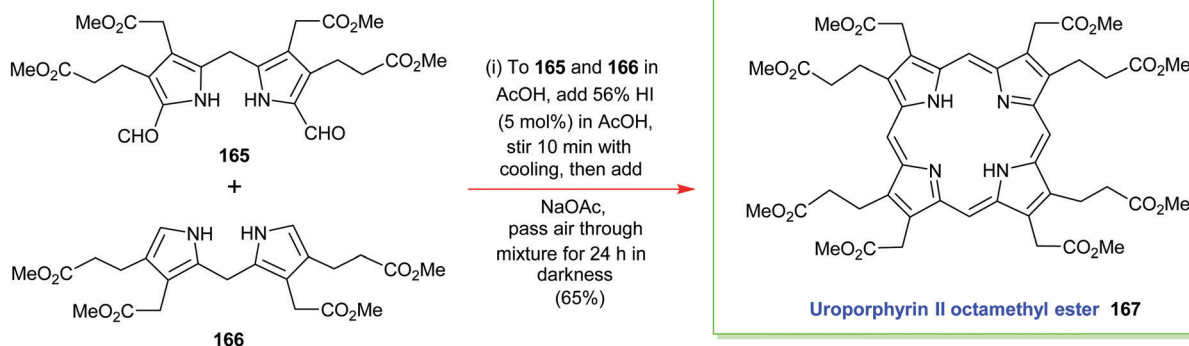 MeO₂C
CO₂Me
MeO₂C
CO₂Me
NH
HN
CHO
CHO
165
+
NH
HN
MeO₂C
CO₂Me
MeO₂C
CO₂Me
166
(i) To 165 and 166 in
AcOH, add 56% HI
(5 mol%) in AcOH,
stir 10 min with
cooling, then add
NaOAc,
pass air through
mixture for 24 h in
darkness
(65%)
MeO₂C
CO₂Me
MeO₂C
CO₂Me
NH
N
N
HN
MeO₂C
CO₂Me
MeO₂C
CO₂Me
Uroporphyrin II octamethyl ester 167